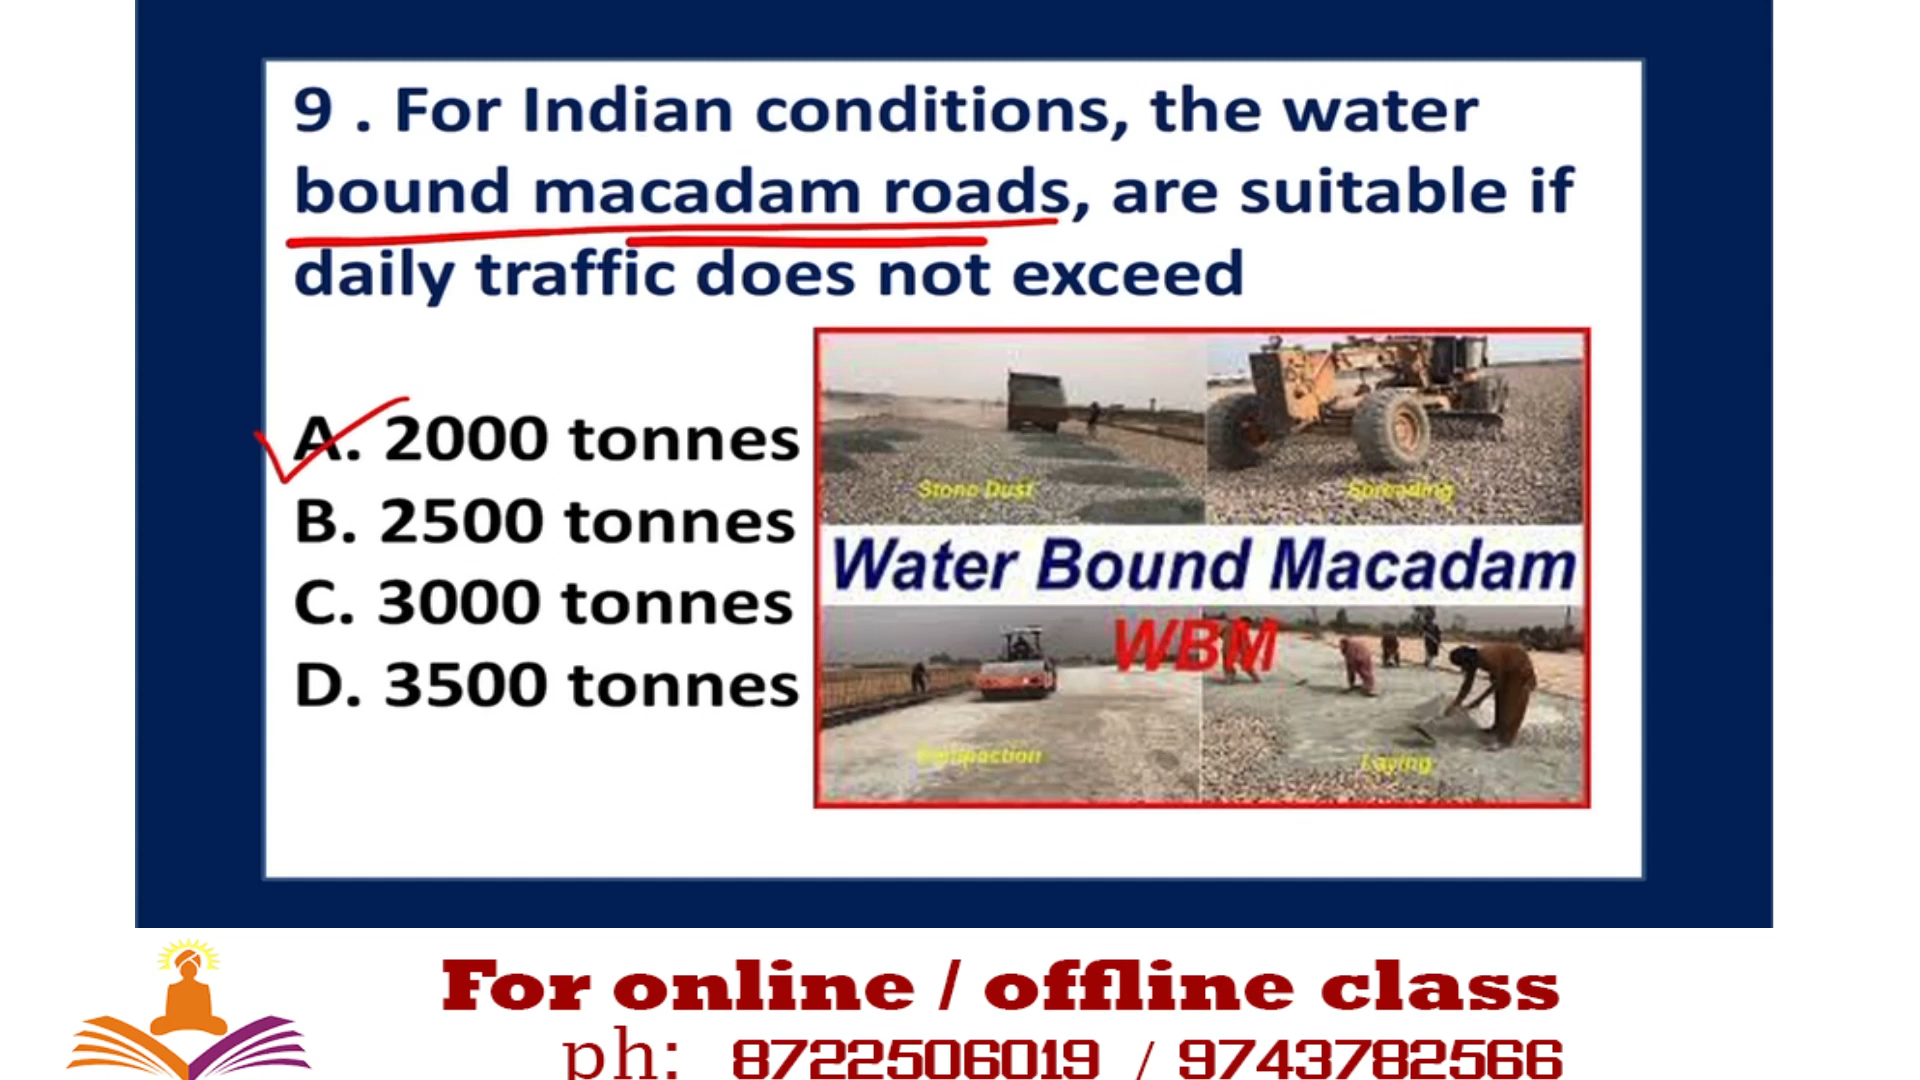 9 . For Indian conditions, the water
bound macadam roads, are suitable if
daily traffic does not exceed
A. 2000 tonnes
B. 2500 tonnes
C. 3000 tonnes
D. 3500 tonnes
Stone Dust
Spreading
Water Bound Macadam
WBM
Compaction
Laying
For online / offline class
ph: 8722506019 / 9743782566